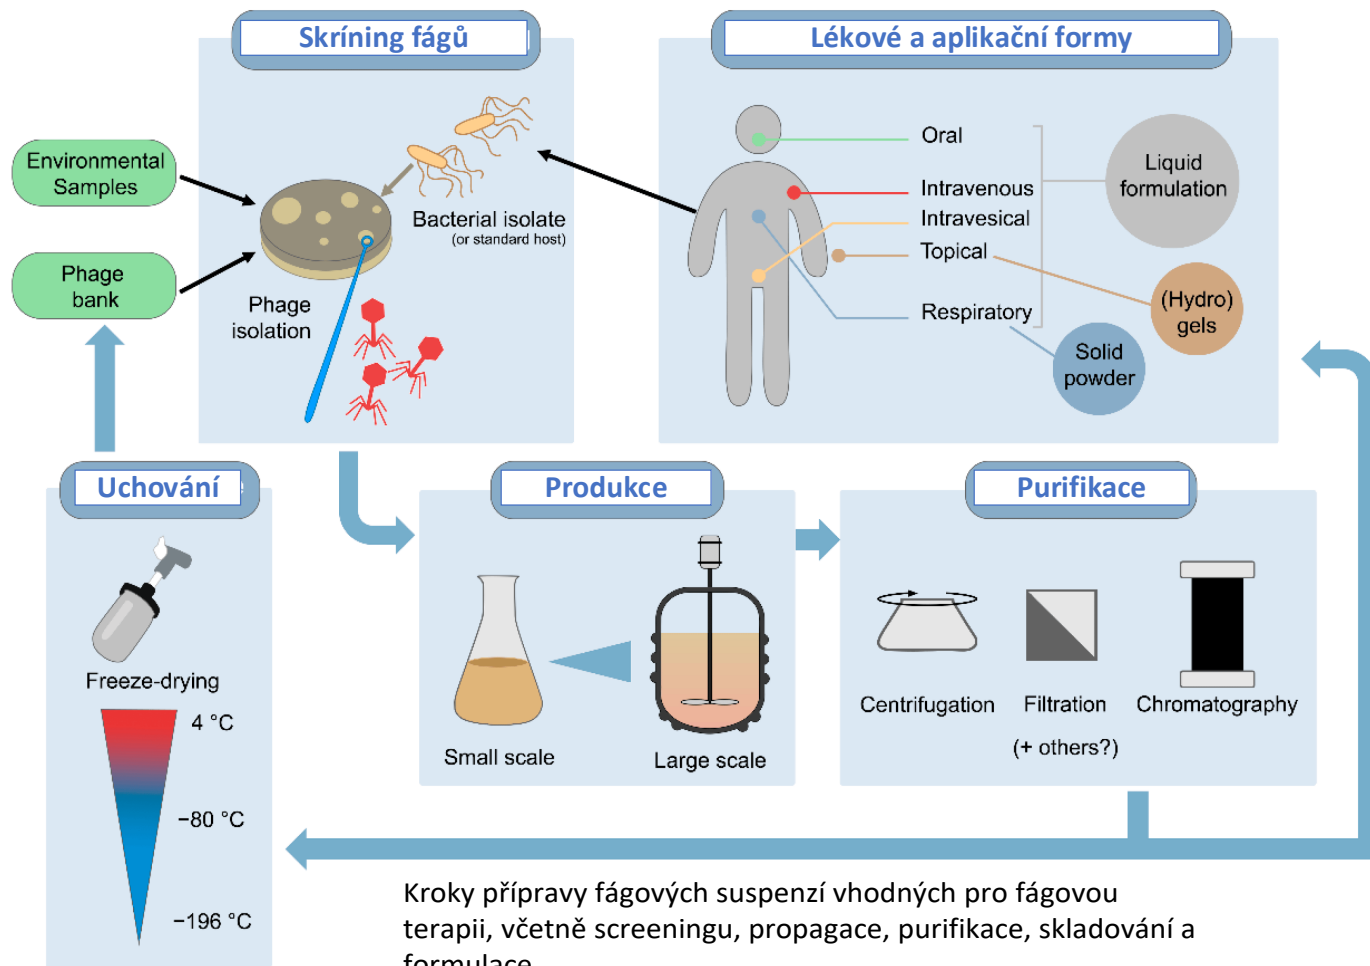 Skríning fágů
Lékové a aplikační formy
Environmental
Samples
Phage
bank
Bacterial isolate
(or standard host)
Phage
isolation
Oral
Intravenous
Intravesical
Topical
Respiratory
Liquid
formulation
(Hydro)
gels
Solid
powder
Uchování
Freeze-drying
4 °C
−80 °C
−196 °C
Produkce
Small scale
Large scale
Purifikace
Centrifugation
Filtration
Chromatography
(+ others?)
Kroky přípravy fágových suspenzí vhodných pro fágovou
terapii, včetně screeningu, propagace, purifikace, skladování a
formulace